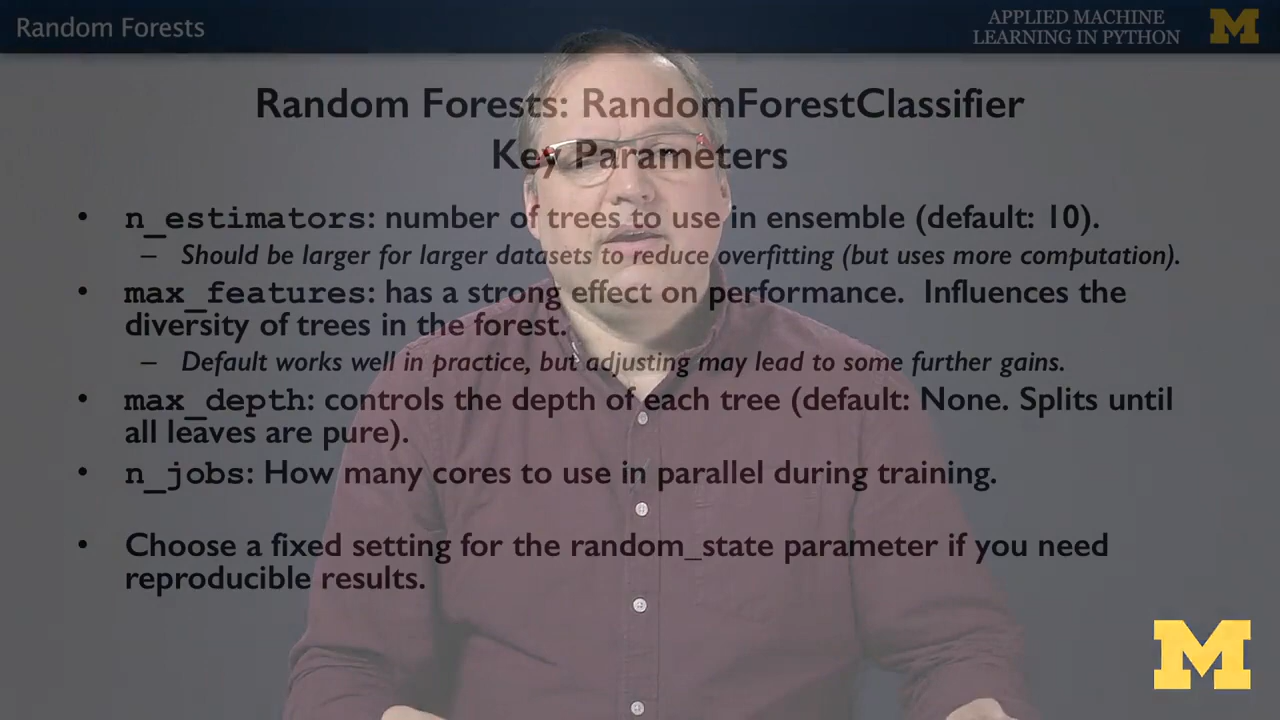 Random Forests
APPLIED MACHINE
LEARNING IN PYTHON
M
Random Forests: RandomForestClassifier
Key Parameters
• n_estimators: number of trees to use in ensemble (default: 10).
– Should be larger for larger datasets to reduce overfitting (but uses more computation).
• max_features: has a strong effect on performance. Influences the
diversity of trees in the forest.
– Default works well in practice, but adjusting may lead to some further gains.
• max_depth: controls the depth of each tree (default: None. Splits until
all leaves are pure).
• n_jobs: How many cores to use in parallel during training.
• Choose a fixed setting for the random_state parameter if you need
reproducible results.
M